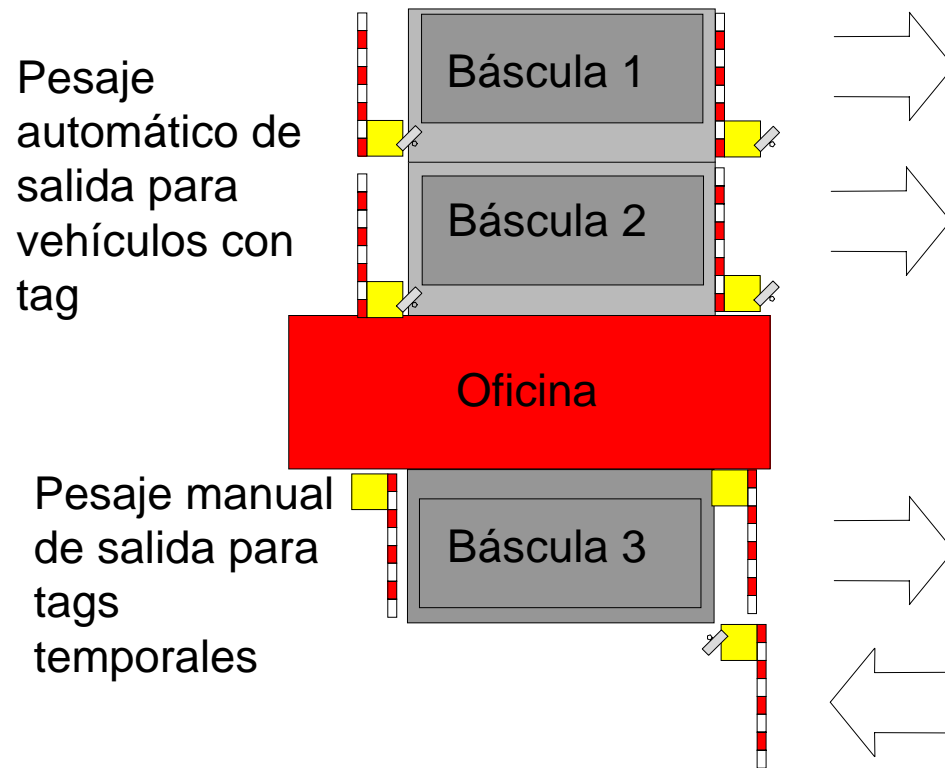 Báscula 1
Pesaje
automático de
salida para
vehículos con
tag
Báscula 2
Oficina
Pesaje manual
de salida para
tags
temporales
Báscula 3